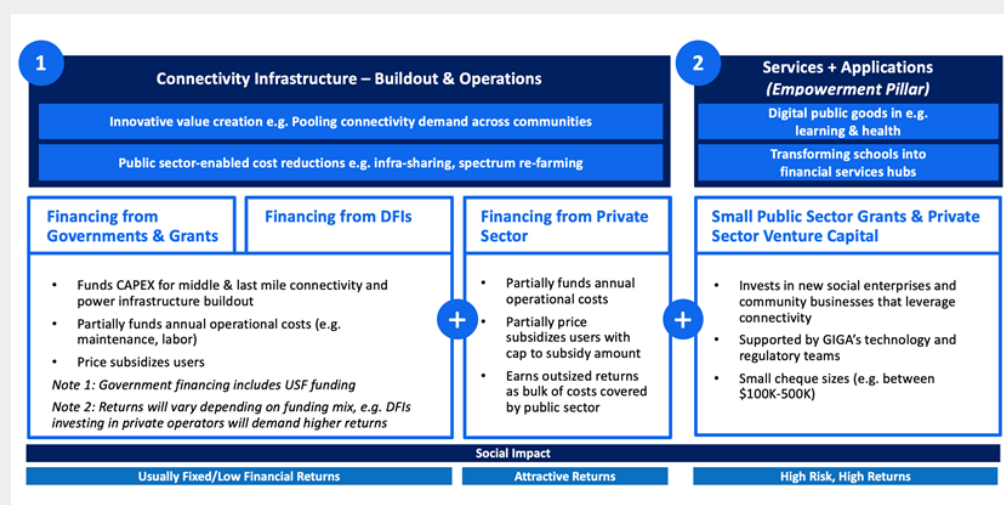 1
Connectivity Infrastructure – Buildout & Operations
Innovative value creation e.g. Pooling connectivity demand across communities
Public sector-enabled cost reductions e.g. infra-sharing, spectrum re-farming
2
Services + Applications
(Empowerment Pillar)
Digital public goods in e.g.
learning & health
Transforming schools into
financial services hubs
Financing from
Governments & Grants
Financing from DFIs
• Funds CAPEX for middle & last mile connectivity and
power infrastructure buildout
• Partially funds annual operational costs (e.g.
maintenance, labor)
• Price subsidizes users
Note 1: Government financing includes USF funding
Note 2: Returns will vary depending on funding mix, e.g. DFIs
investing in private operators will demand higher returns
+
Financing from Private
Sector
• Partially funds annual
operational costs
• Partially price
subsidizes users with
cap to subsidy amount
• Earns outsized returns
as bulk of costs covered
by public sector
+
Small Public Sector Grants & Private
Sector Venture Capital
• Invests in new social enterprises and
community businesses that leverage
connectivity
• Supported by GIGA's technology and
regulatory teams
• Small cheque sizes (e.g. between
$100K-500K)
Social Impact
Usually Fixed/Low Financial Returns
Attractive Returns
High Risk, High Returns